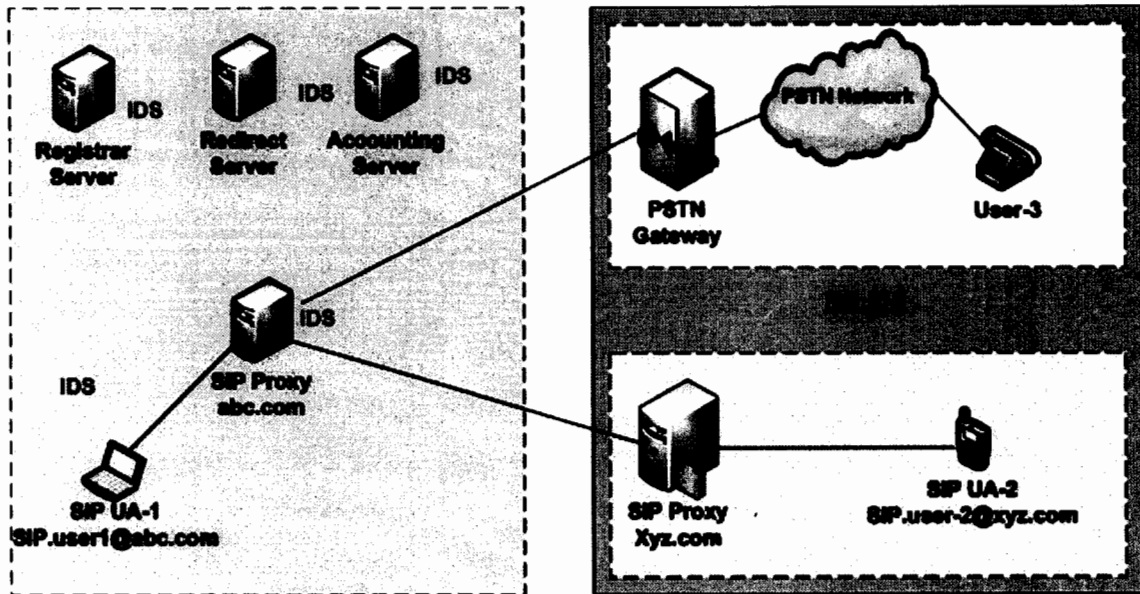 IDS
Registrar
Server
IDS
Redirect
Server
IDS
Accounting
Server
PSTN Network
PSTN
Gateway
User-3
IDS
SIP Proxy
abc.com
IDS
SIP UA-1
SIP.user1@abc.com
SIP Proxy
Xyz.com
SIP UA-2
SIP.user-2@xyz.com